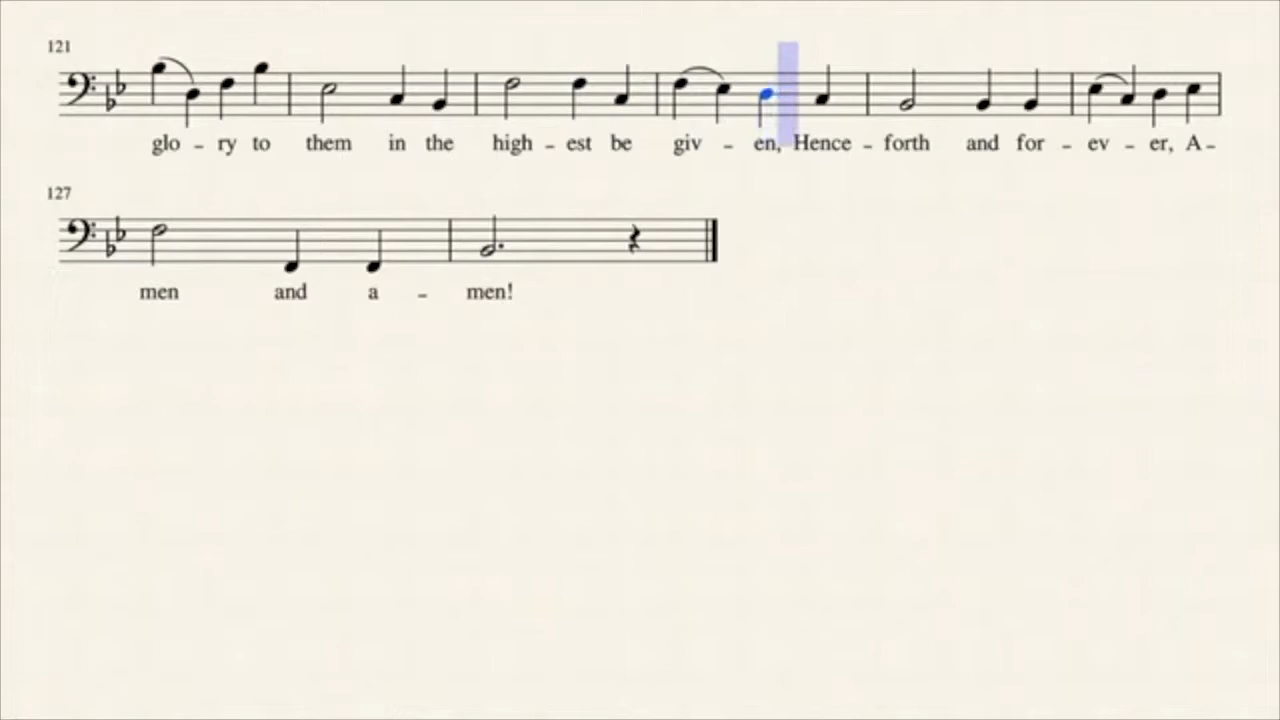 121
glo - ry to them in the high - est be giv - en, Hence - forth and for - ev - er, A -
127
men and a - men!